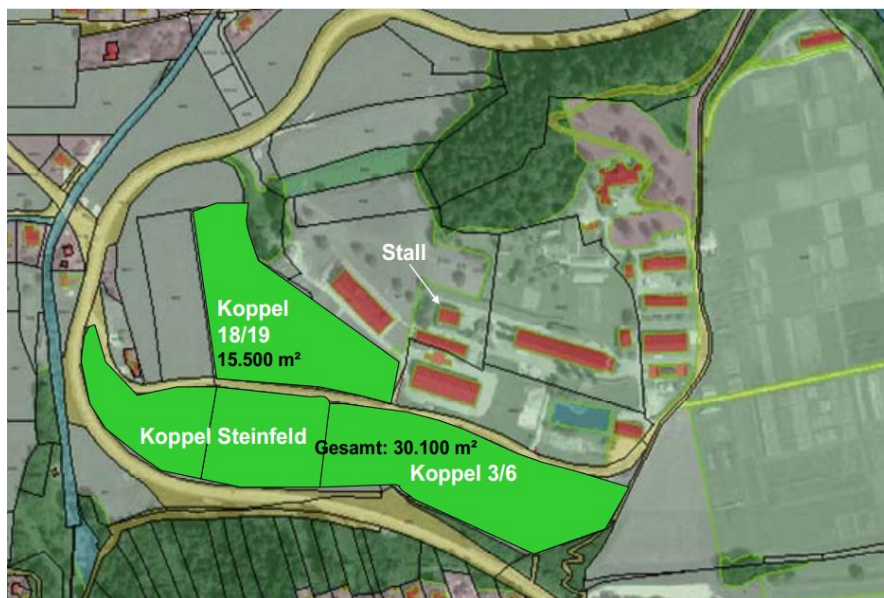 Stall
Koppel
18/19
15.500 m²
Koppel Steinfeld
Gesamt: 30.100 m²
Koppel 3/6